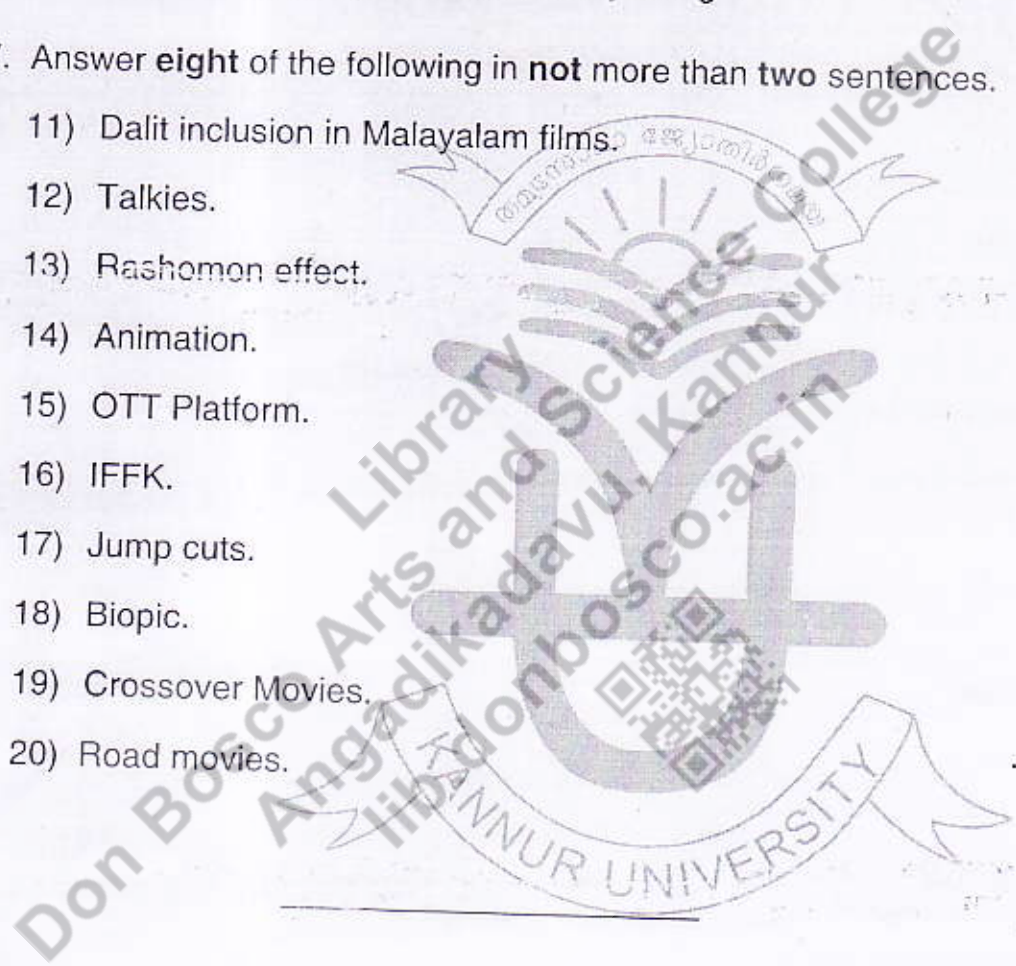 . Answer eight of the following in not more than two sentences.
11) Dalit inclusion in Malayalam films.
12) Talkies.
13) Rashomon effect.
14) Animation.
15) OTT Platform.
16) IFFK.
17) Jump cuts.
18) Biopic.
19) Crossover Movies.
20) Road movies.
Library
Don Bosco Arts and Science College
Angadikadavu, Kannur
lib.donbosco.ac.in
KANNUR UNIVERSITY